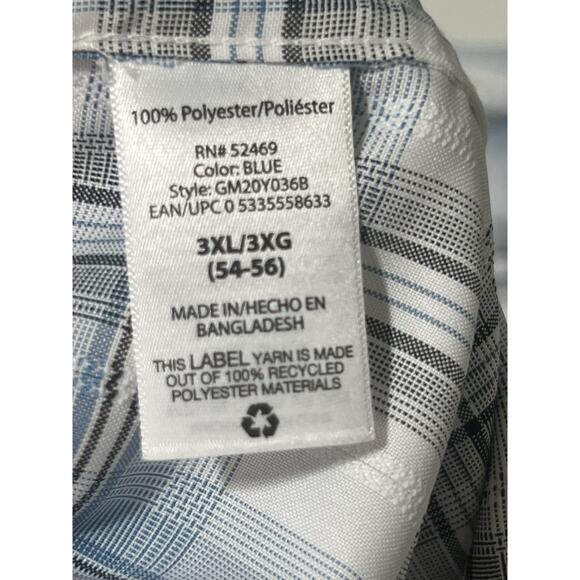 100% Polyester/Poliéster
RN# 52469
Color: BLUE
Style: GM20Y036B
EAN/UPC 0 5335558633
3XL/3XG
(54-56)
MADE IN/HECHO EN
BANGLADESH
THIS LABEL YARN IS MADE
OUT OF 100% RECYCLED
POLYESTER MATERIALS